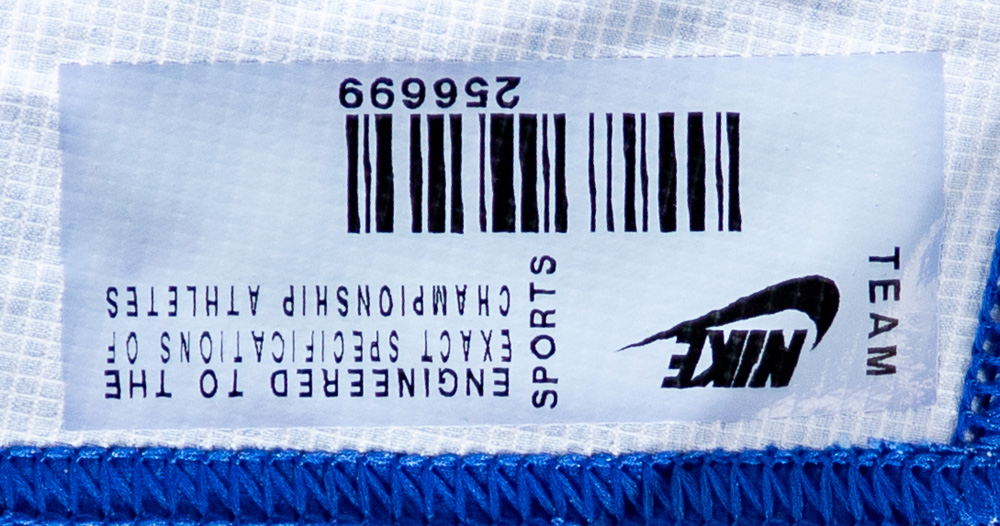 TEAM
NIKE
SPORTS
ENGINEERED TO THE
EXACT SPECIFICATIONS OF
CHAMPIONSHIP ATHLETES
256699